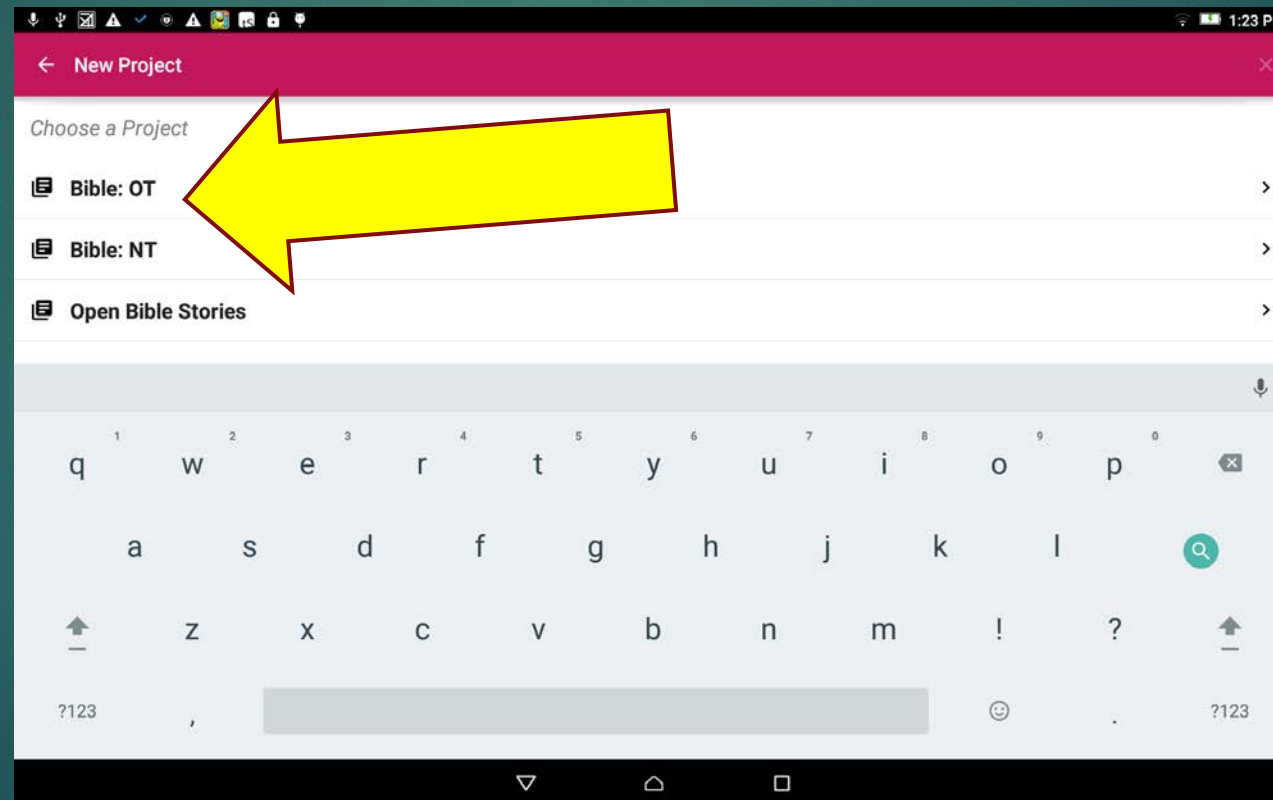 1:23 P
New Project
Choose a Project
Bible: OT
Bible: NT
Open Bible Stories
1 2 3 4 5 6 7 8 9 0
q w e r t y u i o p
a s d f g h j k l
z x c v b n m ! ?
?123 , . ?123